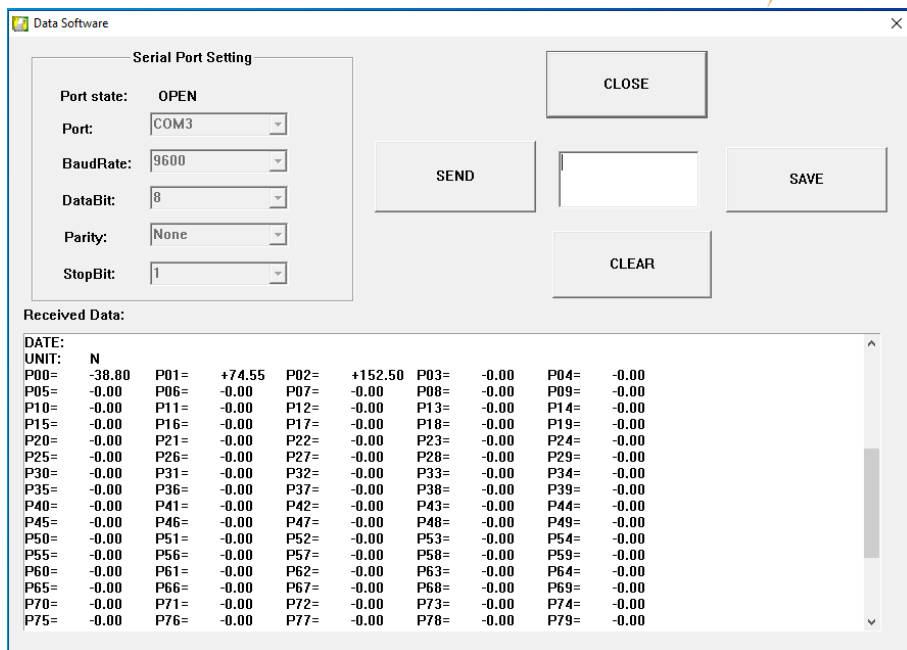 Data Software
Serial Port Setting
Port state: OPEN
Port: COM3
BaudRate: 9600
DataBit: 8
Parity: None
StopBit: 1
CLOSE
SEND
SAVE
CLEAR
Received Data:
DATE:
UNIT: N
P00= -38.80 P01= +74.55 P02= +152.50 P03= -0.00 P04= -0.00
P05= -0.00 P06= -0.00 P07= -0.00 P08= -0.00 P09= -0.00
P10= -0.00 P11= -0.00 P12= -0.00 P13= -0.00 P14= -0.00
P15= -0.00 P16= -0.00 P17= -0.00 P18= -0.00 P19= -0.00
P20= -0.00 P21= -0.00 P22= -0.00 P23= -0.00 P24= -0.00
P25= -0.00 P26= -0.00 P27= -0.00 P28= -0.00 P29= -0.00
P30= -0.00 P31= -0.00 P32= -0.00 P33= -0.00 P34= -0.00
P35= -0.00 P36= -0.00 P37= -0.00 P38= -0.00 P39= -0.00
P40= -0.00 P41= -0.00 P42= -0.00 P43= -0.00 P44= -0.00
P45= -0.00 P46= -0.00 P47= -0.00 P48= -0.00 P49= -0.00
P50= -0.00 P51= -0.00 P52= -0.00 P53= -0.00 P54= -0.00
P55= -0.00 P56= -0.00 P57= -0.00 P58= -0.00 P59= -0.00
P60= -0.00 P61= -0.00 P62= -0.00 P63= -0.00 P64= -0.00
P65= -0.00 P66= -0.00 P67= -0.00 P68= -0.00 P69= -0.00
P70= -0.00 P71= -0.00 P72= -0.00 P73= -0.00 P74= -0.00
P75= -0.00 P76= -0.00 P77= -0.00 P78= -0.00 P79= -0.00